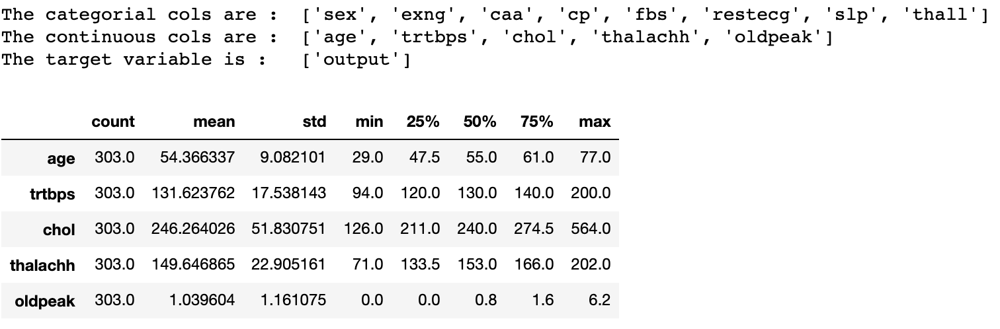 The categorial cols are :  ['sex', 'exng', 'caa', 'cp', 'fbs', 'restecg', 'slp', 'thall']
The continuous cols are :  ['age', 'trtbps', 'chol', 'thalachh', 'oldpeak']
The target variable is :   ['output']
count mean std min 25% 50% 75% max
age 303.0 54.366337 9.082101 29.0 47.5 55.0 61.0 77.0
trtbps 303.0 131.623762 17.538143 94.0 120.0 130.0 140.0 200.0
chol 303.0 246.264026 51.830751 126.0 211.0 240.0 274.5 564.0
thalachh 303.0 149.646865 22.905161 71.0 133.5 153.0 166.0 202.0
oldpeak 303.0 1.039604 1.161075 0.0 0.0 0.8 1.6 6.2